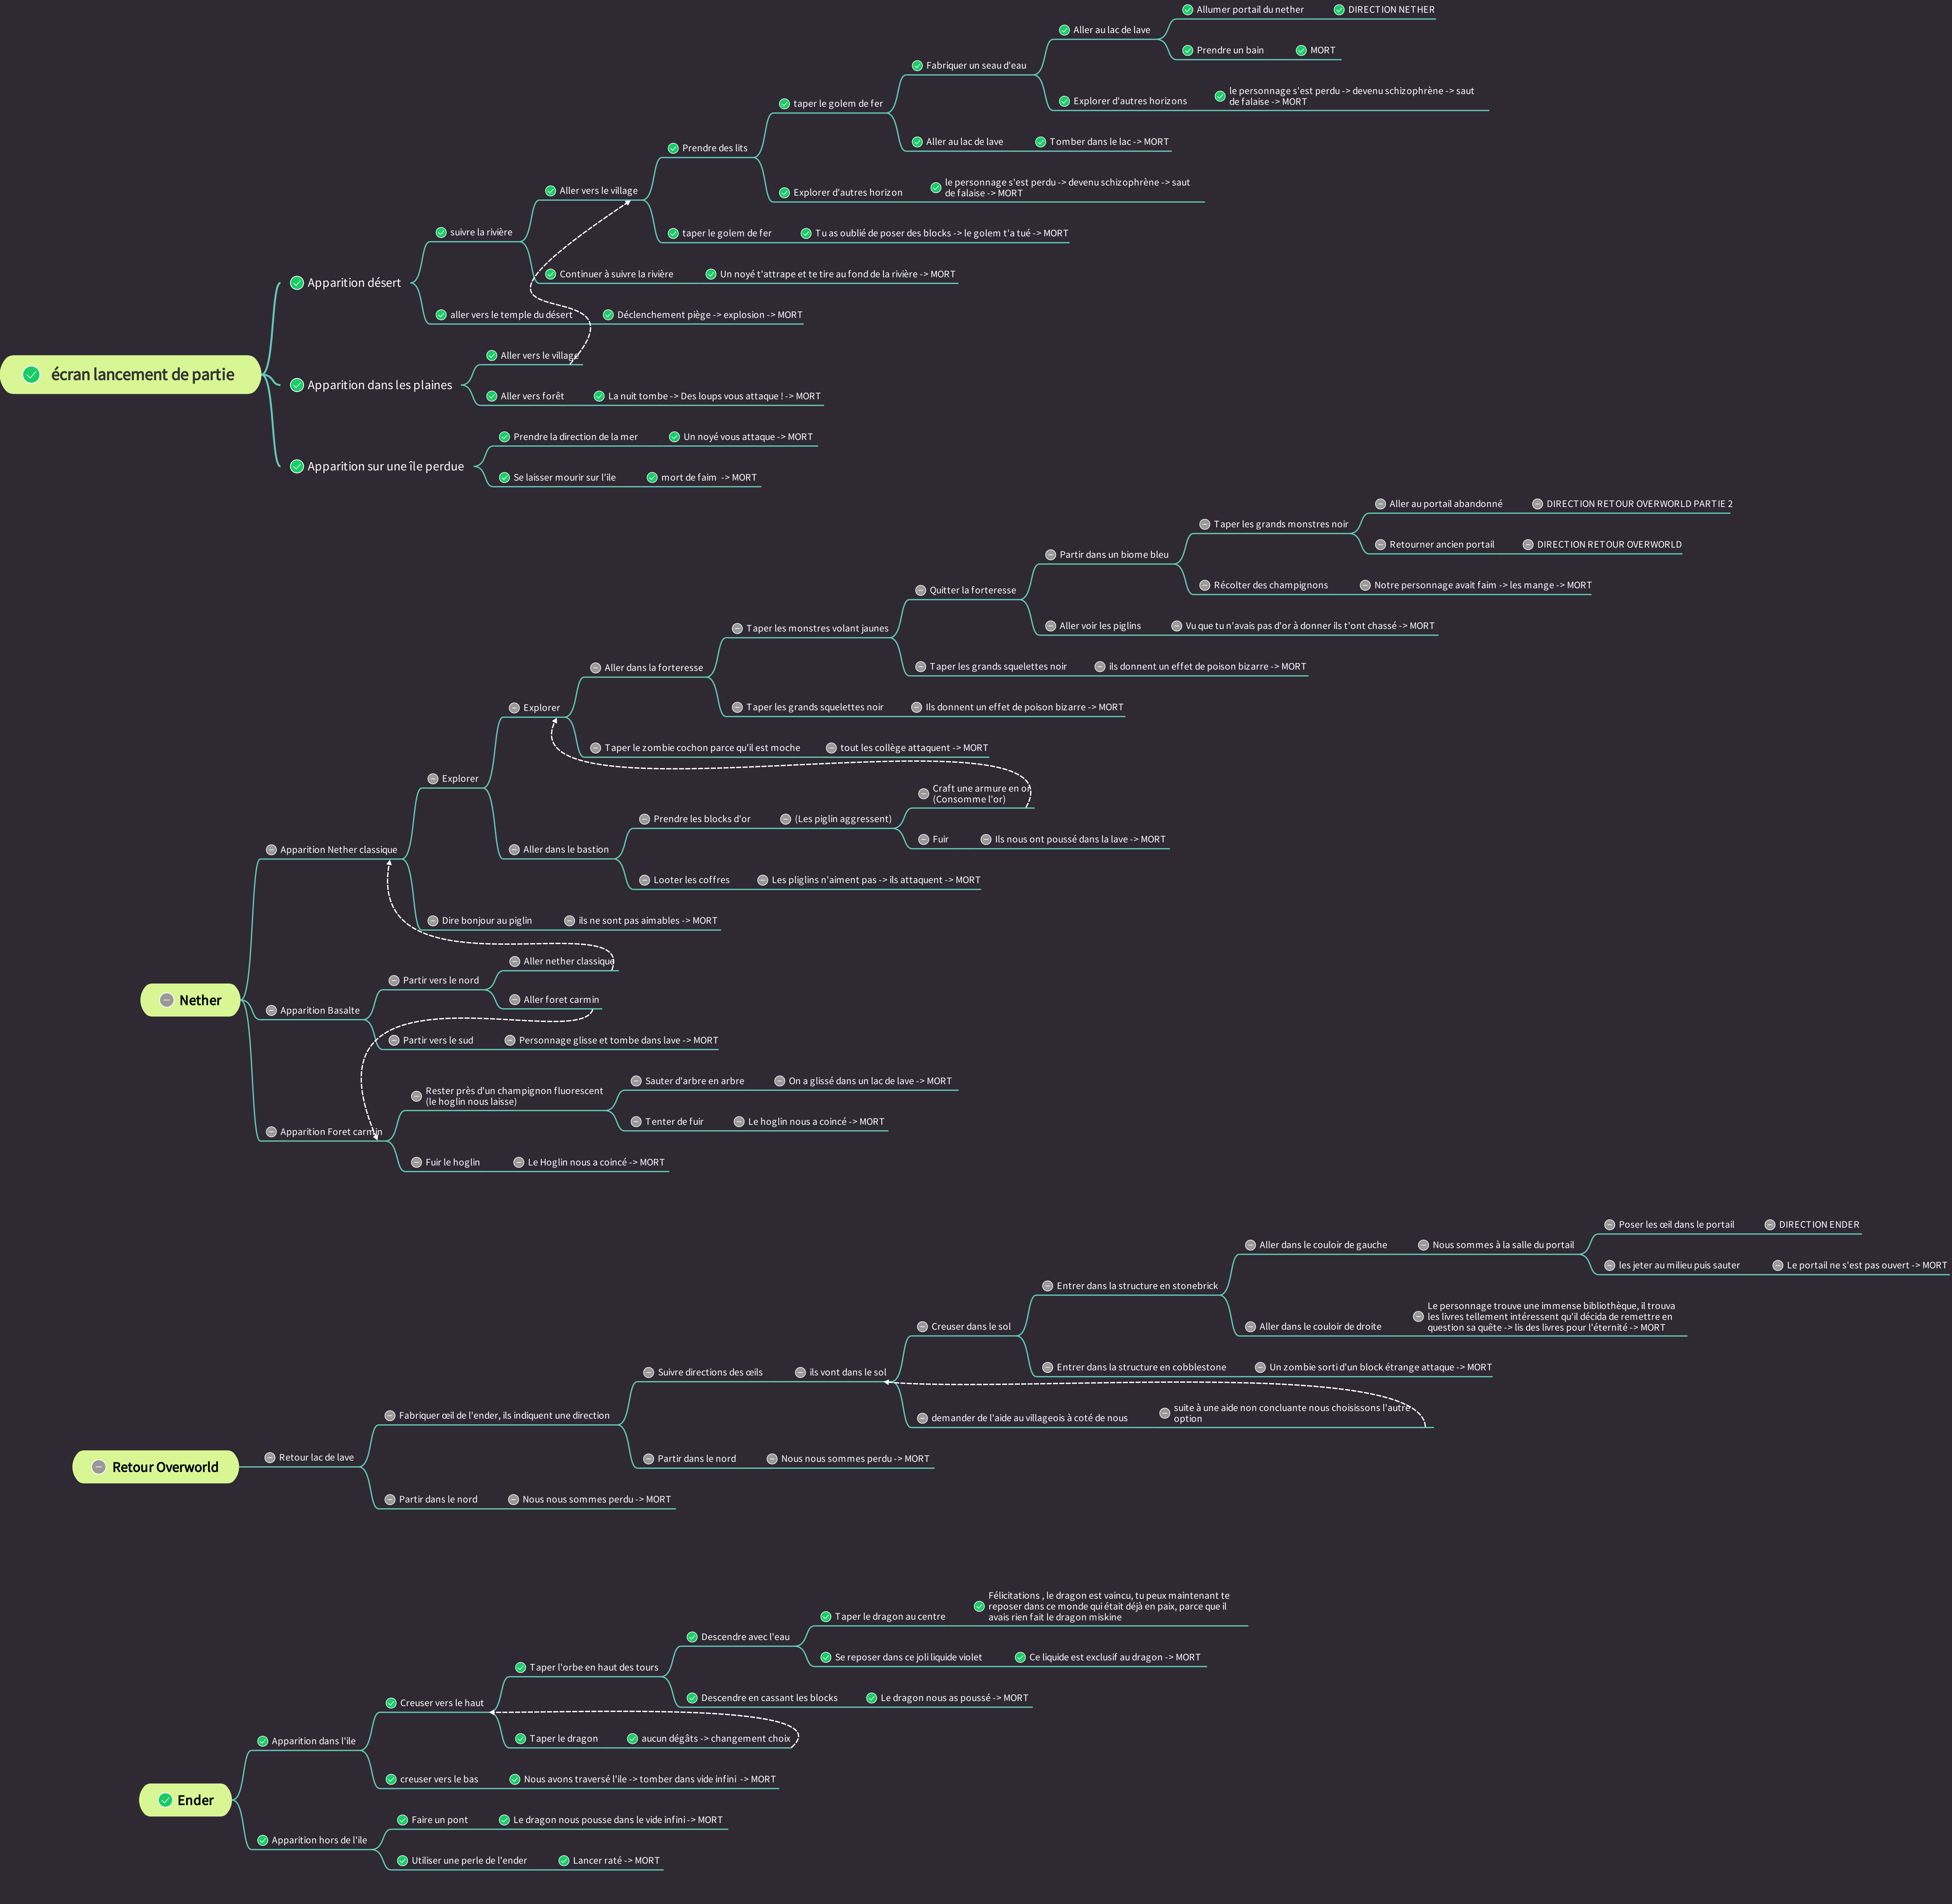 Allumer portail du nether
DIRECTION NETHER
Aller au lac de lave
Prendre un bain
MORT
Fabriquer un seau d'eau
Explorer d'autres horizons
le personnage s'est perdu -> devenu schizophrène -> saut
de falaise -> MORT
taper le golem de fer
Aller au lac de lave
Tomber dans le lac -> MORT
Prendre des lits
Explorer d'autres horizon
le personnage s'est perdu -> devenu schizophrène -> saut
de falaise -> MORT
Aller vers le village
taper le golem de fer
Tu as oublié de poser des blocks -> le golem t'a tué -> MORT
suivre la rivière
Continuer à suivre la rivière
Un noyé t'attrape et te tire au fond de la rivière -> MORT
Apparition désert
aller vers le temple du désert
Déclenchement piège -> explosion -> MORT
écran lancement de partie
Aller vers le village
Apparition dans les plaines
Aller vers forêt
La nuit tombe -> Des loups vous attaque ! -> MORT
Prendre la direction de la mer
Un noyé vous attaque -> MORT
Apparition sur une île perdue
Se laisser mourir sur l'ile
mort de faim  -> MORT
Aller au portail abandonné
DIRECTION RETOUR OVERWORLD PARTIE 2
Taper les grands monstres noir
Retourner ancien portail
DIRECTION RETOUR OVERWORLD
Partir dans un biome bleu
Récolter des champignons
Notre personnage avait faim -> les mange -> MORT
Quitter la forteresse
Aller voir les piglins
Vu que tu n'avais pas d'or à donner ils t'ont chassé -> MORT
Taper les monstres volant jaunes
Taper les grands squelettes noir
ils donnent un effet de poison bizarre -> MORT
Aller dans la forteresse
Taper les grands squelettes noir
Ils donnent un effet de poison bizarre -> MORT
Explorer
Taper le zombie cochon parce qu'il est moche
tout les collège attaquent -> MORT
Explorer
Craft une armure en or
(Consomme l'or)
Prendre les blocks d'or
(Les piglin aggressent)
Fuir
Ils nous ont poussé dans la lave -> MORT
Aller dans le bastion
Looter les coffres
Les pliglins n'aiment pas -> ils attaquent -> MORT
Apparition Nether classique
Dire bonjour au piglin
ils ne sont pas aimables -> MORT
Aller nether classique
Partir vers le nord
Aller foret carmin
Nether
Apparition Basalte
Partir vers le sud
Personnage glisse et tombe dans lave -> MORT
Sauter d'arbre en arbre
On a glissé dans un lac de lave -> MORT
Rester près d'un champignon fluorescent
(le hoglin nous laisse)
Tenter de fuir
Le hoglin nous a coincé -> MORT
Apparition Foret carmin
Fuir le hoglin
Le Hoglin nous a coincé -> MORT
Poser les œil dans le portail
DIRECTION ENDER
Aller dans le couloir de gauche
Nous sommes à la salle du portail
les jeter au milieu puis sauter
Le portail ne s'est pas ouvert -> MORT
Entrer dans la structure en stonebrick
Aller dans le couloir de droite
Le personnage trouve une immense bibliothèque, il trouva
les livres tellement intéressent qu'il décida de remettre en
question sa quête -> lis des livres pour l'éternité -> MORT
Creuser dans le sol
Entrer dans la structure en cobblestone
Un zombie sorti d'un block étrange attaque -> MORT
Suivre directions des œils
ils vont dans le sol
demander de l'aide au villageois à coté de nous
suite à une aide non concluante nous choisissons l'autre
option
Fabriquer œil de l'ender, ils indiquent une direction
Partir dans le nord
Nous nous sommes perdu -> MORT
Retour Overworld
Retour lac de lave
Partir dans le nord
Nous nous sommes perdu -> MORT
Félicitations , le dragon est vaincu, tu peux maintenant te
reposer dans ce monde qui était déjà en paix, parce que il
avais rien fait le dragon miskine
Taper le dragon au centre
Descendre avec l'eau
Se reposer dans ce joli liquide violet
Ce liquide est exclusif au dragon -> MORT
Taper l'orbe en haut des tours
Descendre en cassant les blocks
Le dragon nous as poussé -> MORT
Creuser vers le haut
Taper le dragon
aucun dégâts -> changement choix
Apparition dans l'ile
creuser vers le bas
Nous avons traversé l'ile -> tomber dans vide infini  -> MORT
Ender
Faire un pont
Le dragon nous pousse dans le vide infini -> MORT
Apparition hors de l'ile
Utiliser une perle de l'ender
Lancer raté -> MORT